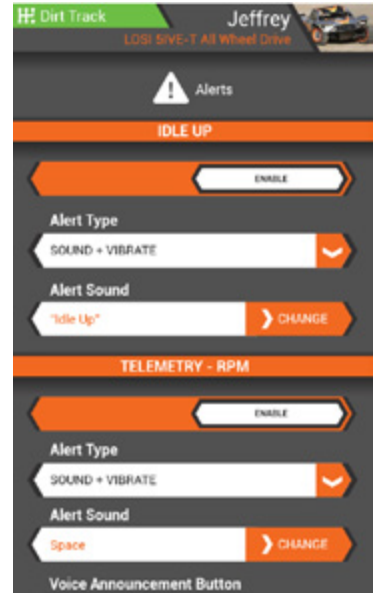 Dirt Track
Jeffrey
LOSI 5IVE-T All Wheel Drive
Alerts
IDLE UP
ENABLE
Alert Type
SOUND + VIBRATE
Alert Sound
"Idle Up"
CHANGE
TELEMETRY - RPM
ENABLE
Alert Type
SOUND + VIBRATE
Alert Sound
Space
CHANGE
Voice Announcement Button